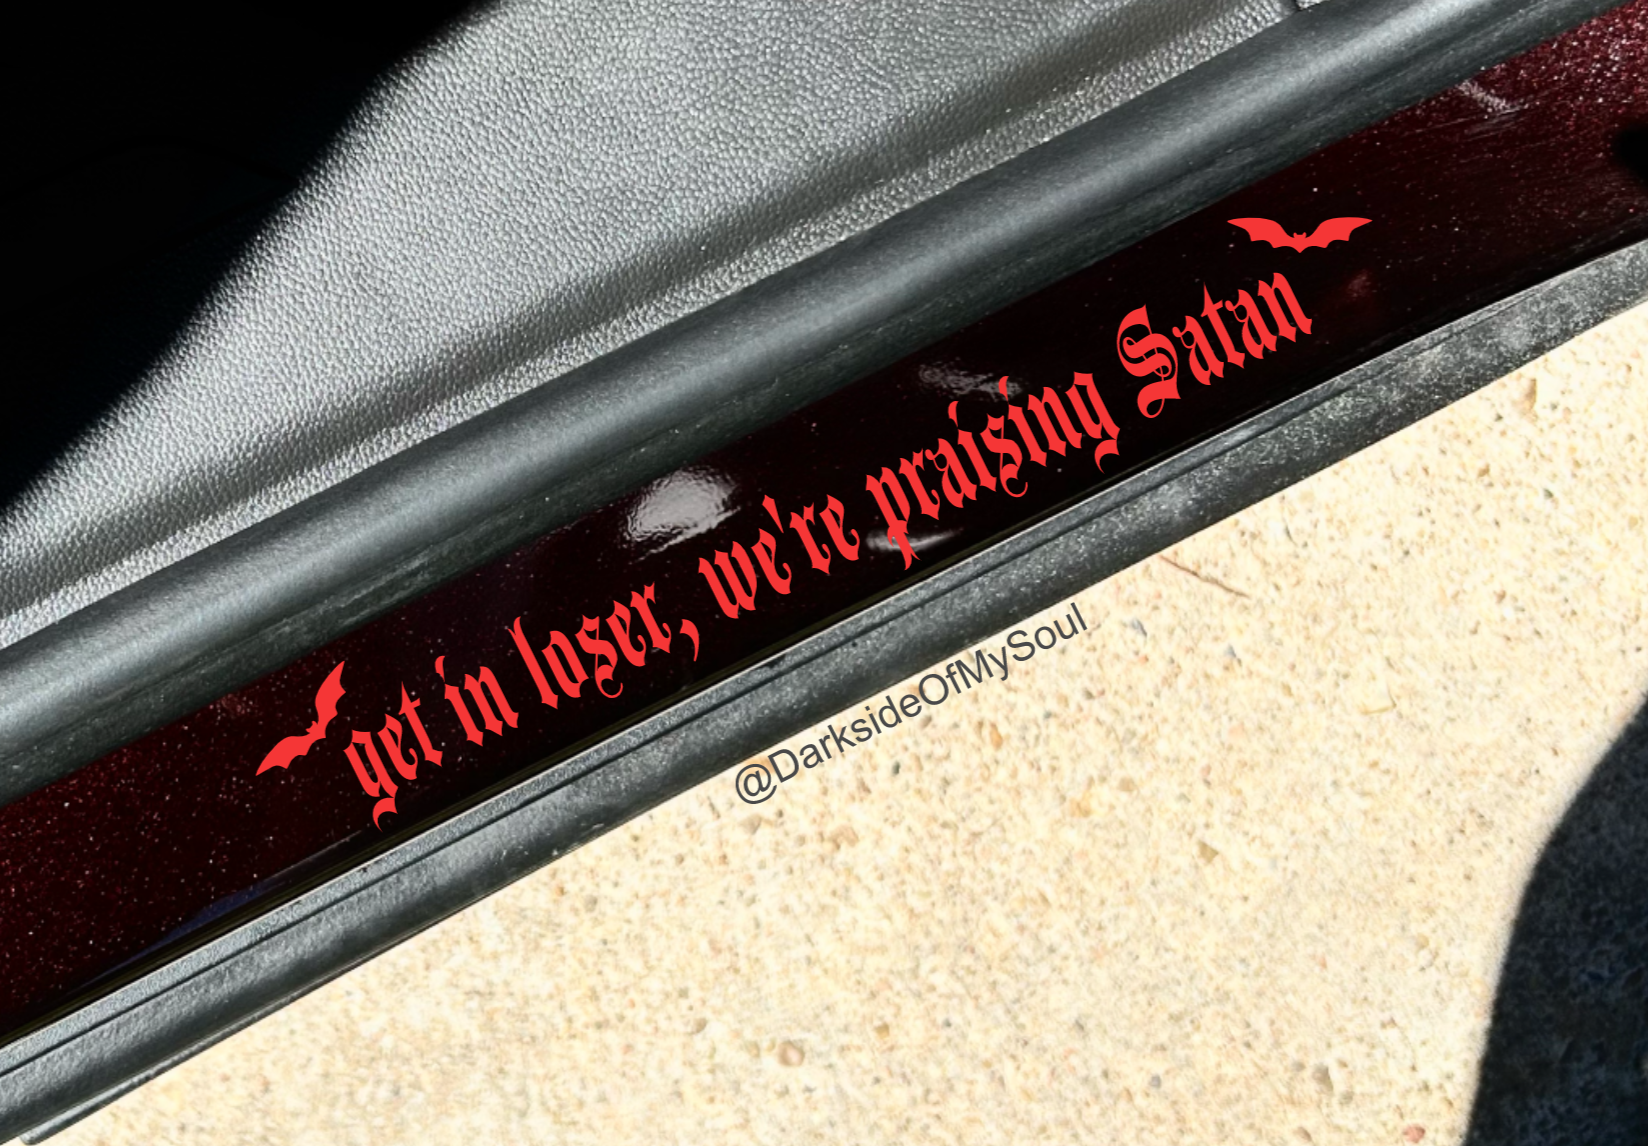 get in loser, we're praising Satan
@DarksideOfMySoul